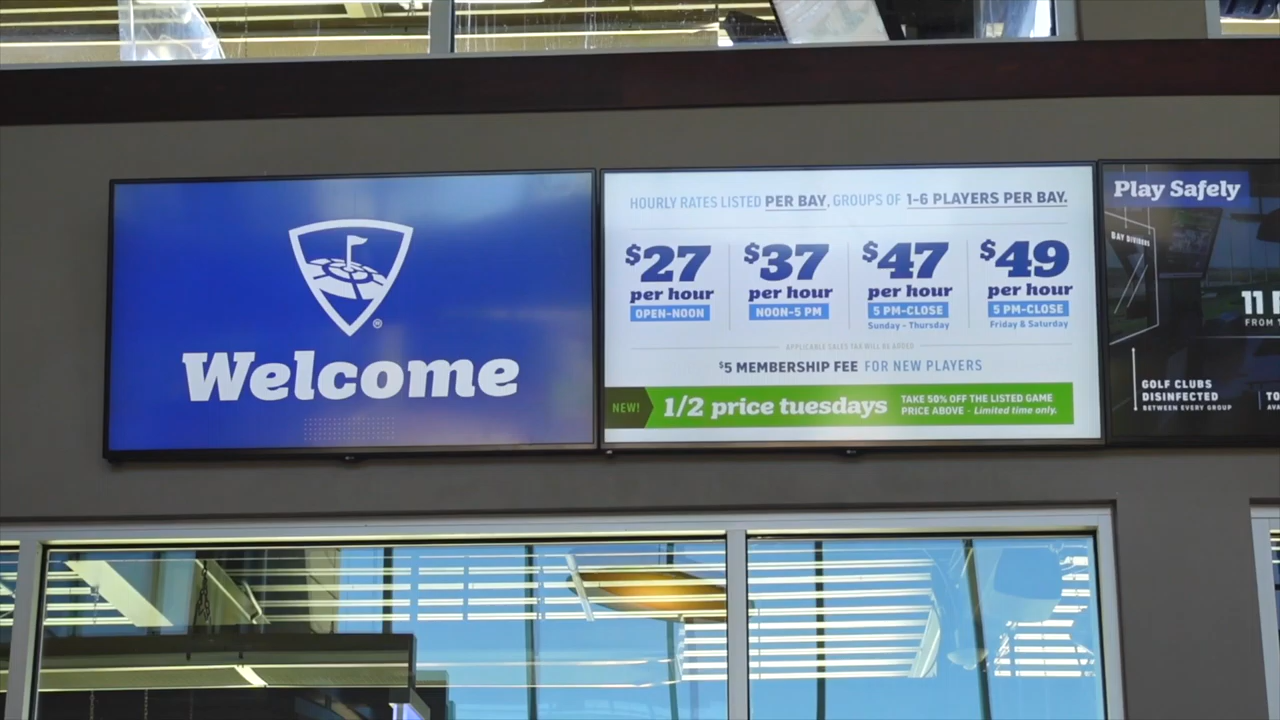 Welcome
®
HOURLY RATES LISTED PER BAY, GROUPS OF 1-6 PLAYERS PER BAY.
$27
per hour
OPEN-NOON
$37
per hour
NOON-5 PM
$47
per hour
5 PM-CLOSE
Sunday - Thursday
$49
per hour
5 PM-CLOSE
Friday & Saturday
APPLICABLE SALES TAX WILL BE ADDED
$5 MEMBERSHIP FEE FOR NEW PLAYERS
NEW!
1/2 price tuesdays
TAKE 50% OFF THE LISTED GAME
PRICE ABOVE - Limited time only.
Play Safely
BAY DIVIDERS
11
FROM
GOLF CLUBS
DISINFECTED
BETWEEN EVERY GROUP